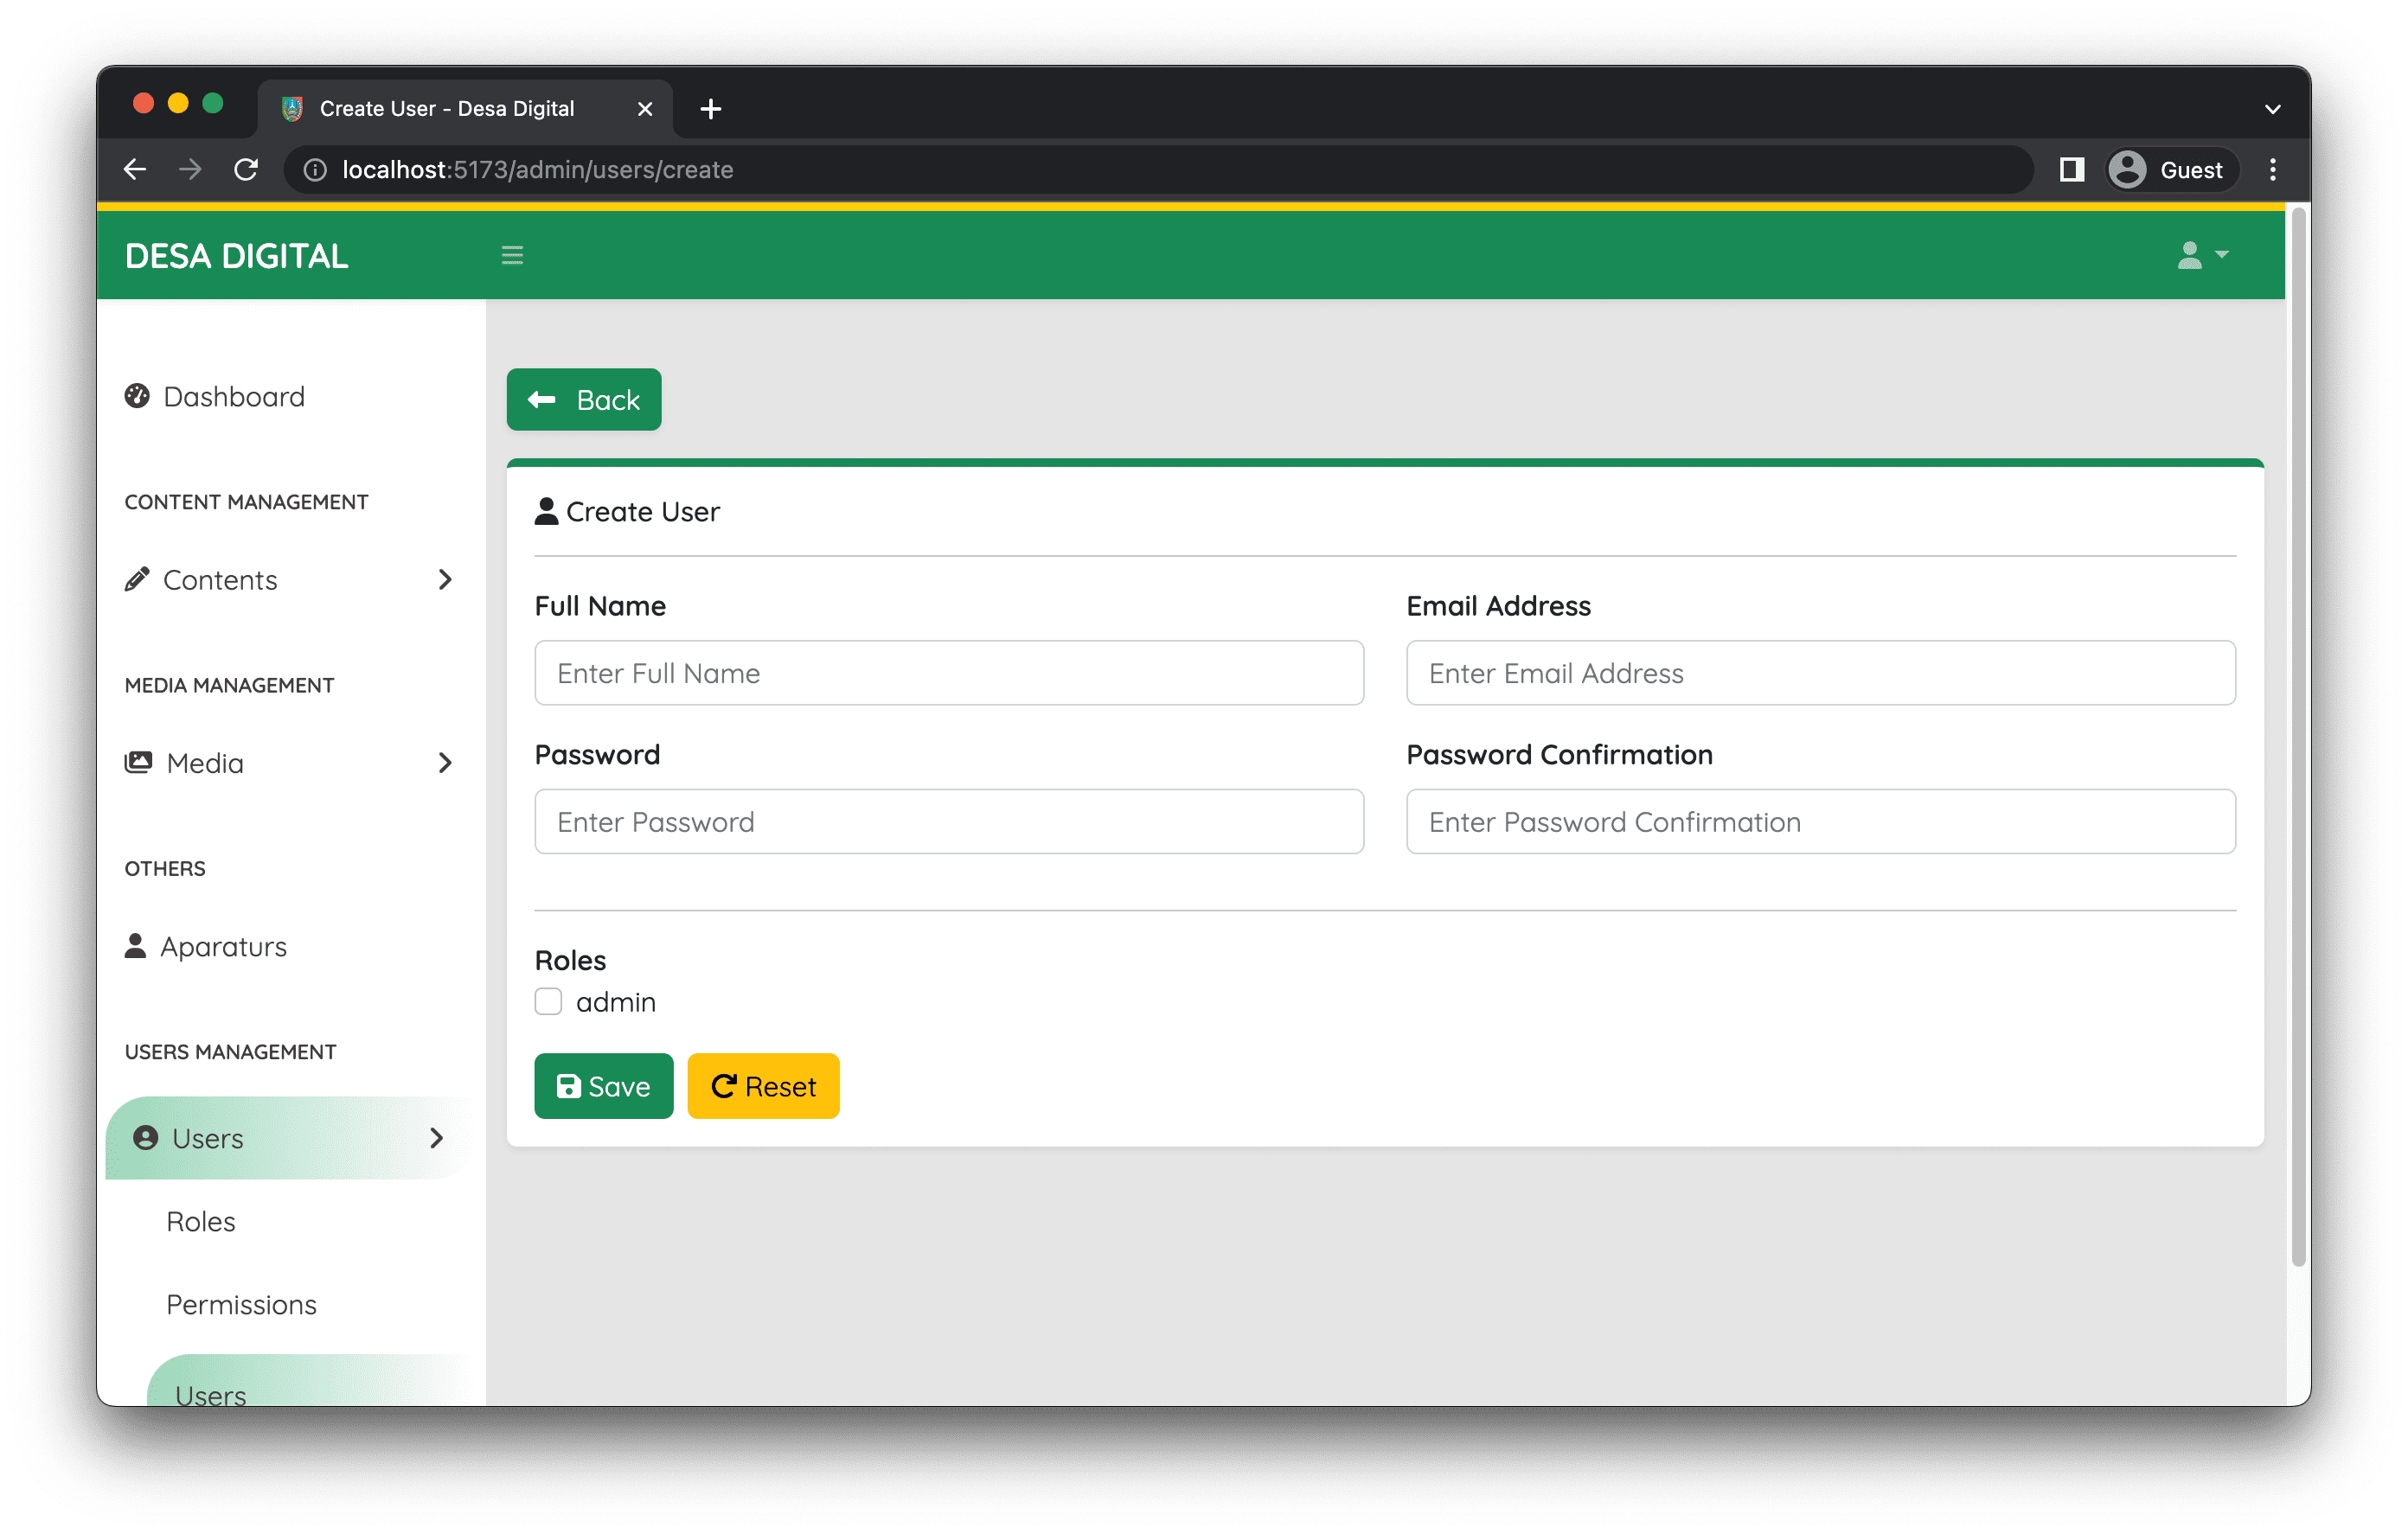 Create User - Desa Digital
localhost:5173/admin/users/create
Guest
DESA DIGITAL
Dashboard
CONTENT MANAGEMENT
Contents
MEDIA MANAGEMENT
Media
OTHERS
Aparaturs
USERS MANAGEMENT
Users
Roles
Permissions
Users
Back
Create User
Full Name
Email Address
Enter Full Name
Enter Email Address
Password
Password Confirmation
Enter Password
Enter Password Confirmation
Roles
admin
Save
Reset